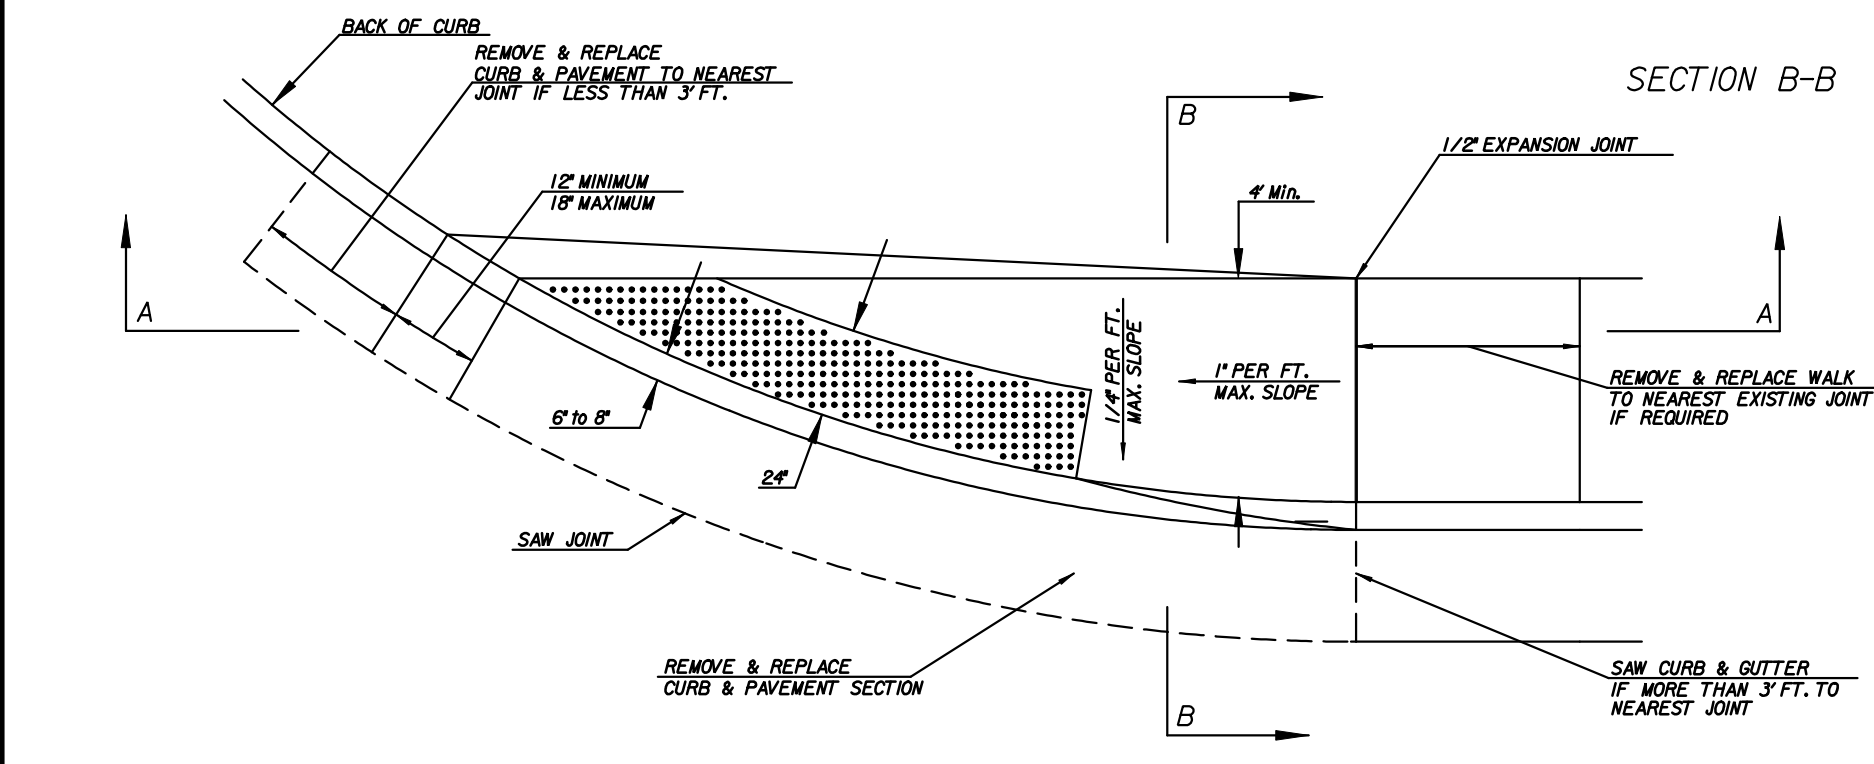 BACK OF CURB
REMOVE & REPLACE
CURB & PAVEMENT TO NEAREST
JOINT IF LESS THAN 3' FT.
SECTION B-B
B
1/2" EXPANSION JOINT
12" MINIMUM
18" MAXIMUM
4' Min.
A
A
1/4" PER FT.
MAX. SLOPE
1" PER FT.
MAX. SLOPE
REMOVE & REPLACE WALK
TO NEAREST EXISTING JOINT
IF REQUIRED
6" to 8"
24"
SAW JOINT
REMOVE & REPLACE
CURB & PAVEMENT SECTION
SAW CURB & GUTTER
IF MORE THAN 3' FT. TO
NEAREST JOINT
B